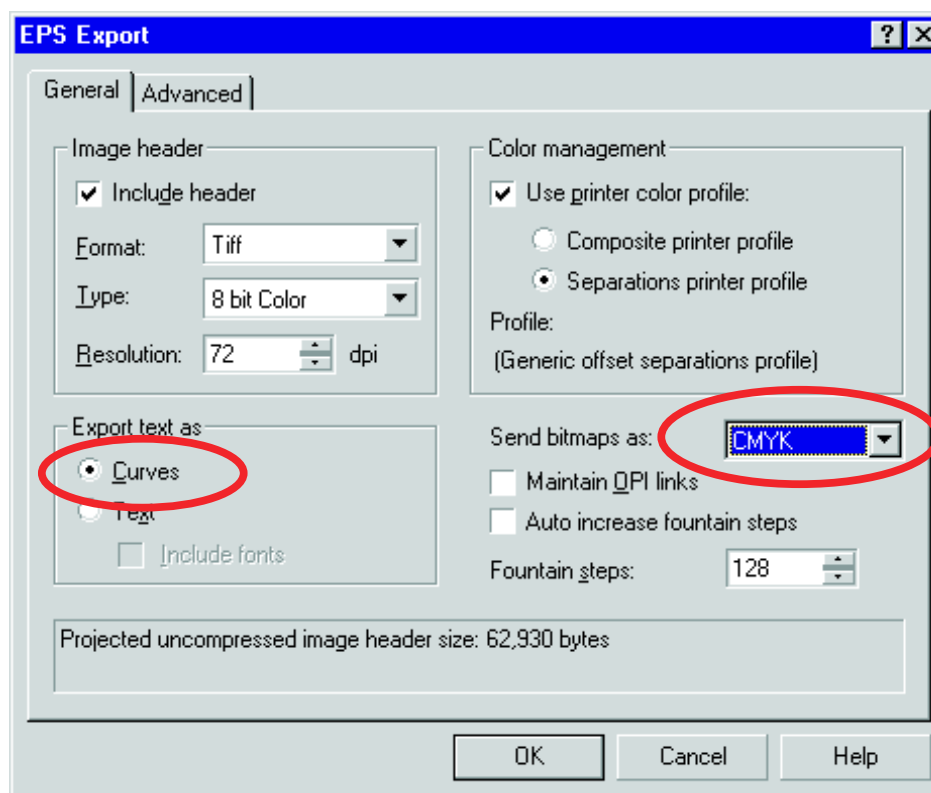 EPS Export
General Advanced
Image header
Include header
Format: Tiff
Type: 8 bit Color
Resolution: 72 dpi
Color management
Use printer color profile:
Composite printer profile
Separations printer profile
Profile:
(Generic offset separations profile)
Export text as
Curves
Text
Include fonts
Send bitmaps as: CMYK
Maintain OPI links
Auto increase fountain steps
Fountain steps: 128
Projected uncompressed image header size: 62,930 bytes
OK Cancel Help